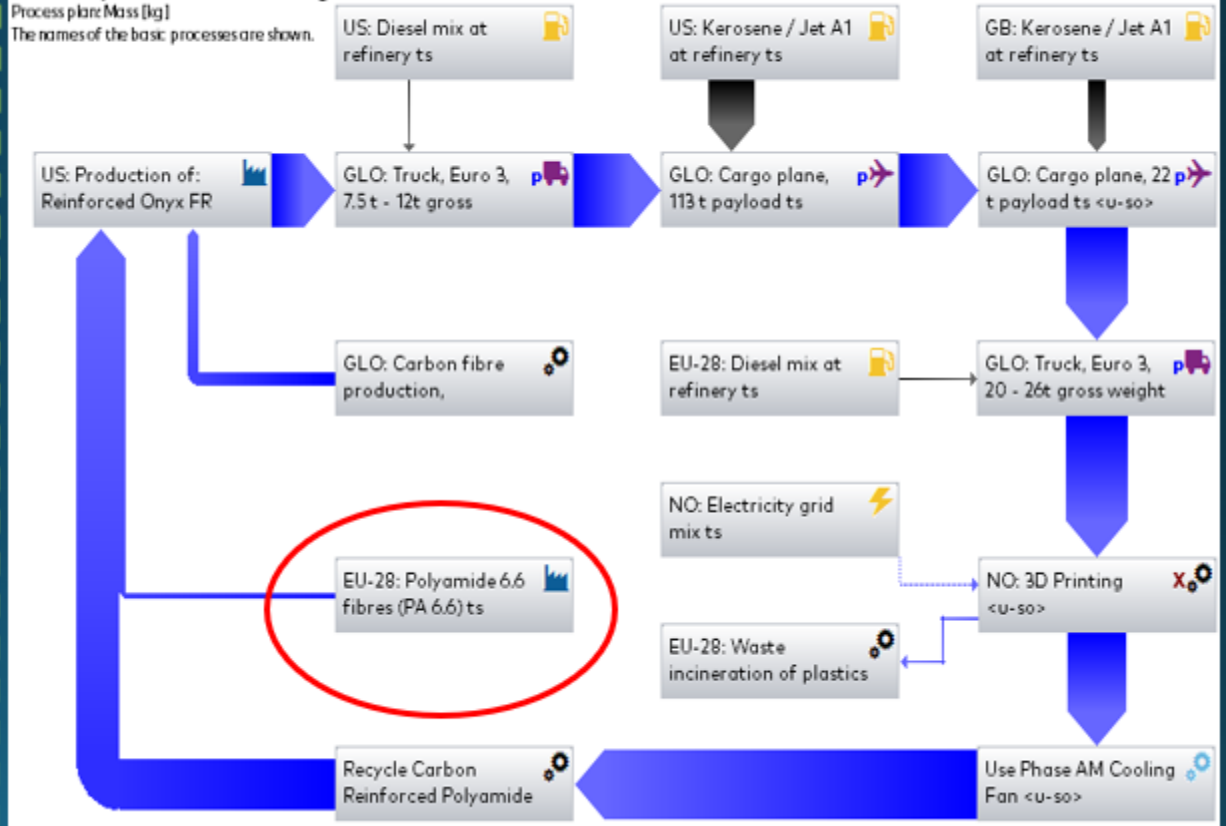 Process plan: Mass [kg]
The names of the basic processes are shown.
US: Diesel mix at
refinery ts
US: Kerosene / Jet A1
at refinery ts
GB: Kerosene / Jet A1
at refinery ts
US: Production of:
Reinforced Onyx FR
GLO: Truck, Euro 3,
7.5 t - 12t gross
p
GLO: Cargo plane,
113 t payload ts
p
GLO: Cargo plane, 22
t payload ts <u-so>
p
GLO: Carbon fibre
production,
EU-28: Diesel mix at
refinery ts
GLO: Truck, Euro 3,
20 - 26t gross weight
p
NO: Electricity grid
mix ts
EU-28: Polyamide 6.6
fibres (PA 6.6) ts
NO: 3D Printing
<u-so>
X
EU-28: Waste
incineration of plastics
Recycle Carbon
Reinforced Polyamide
Use Phase AM Cooling
Fan <u-so>